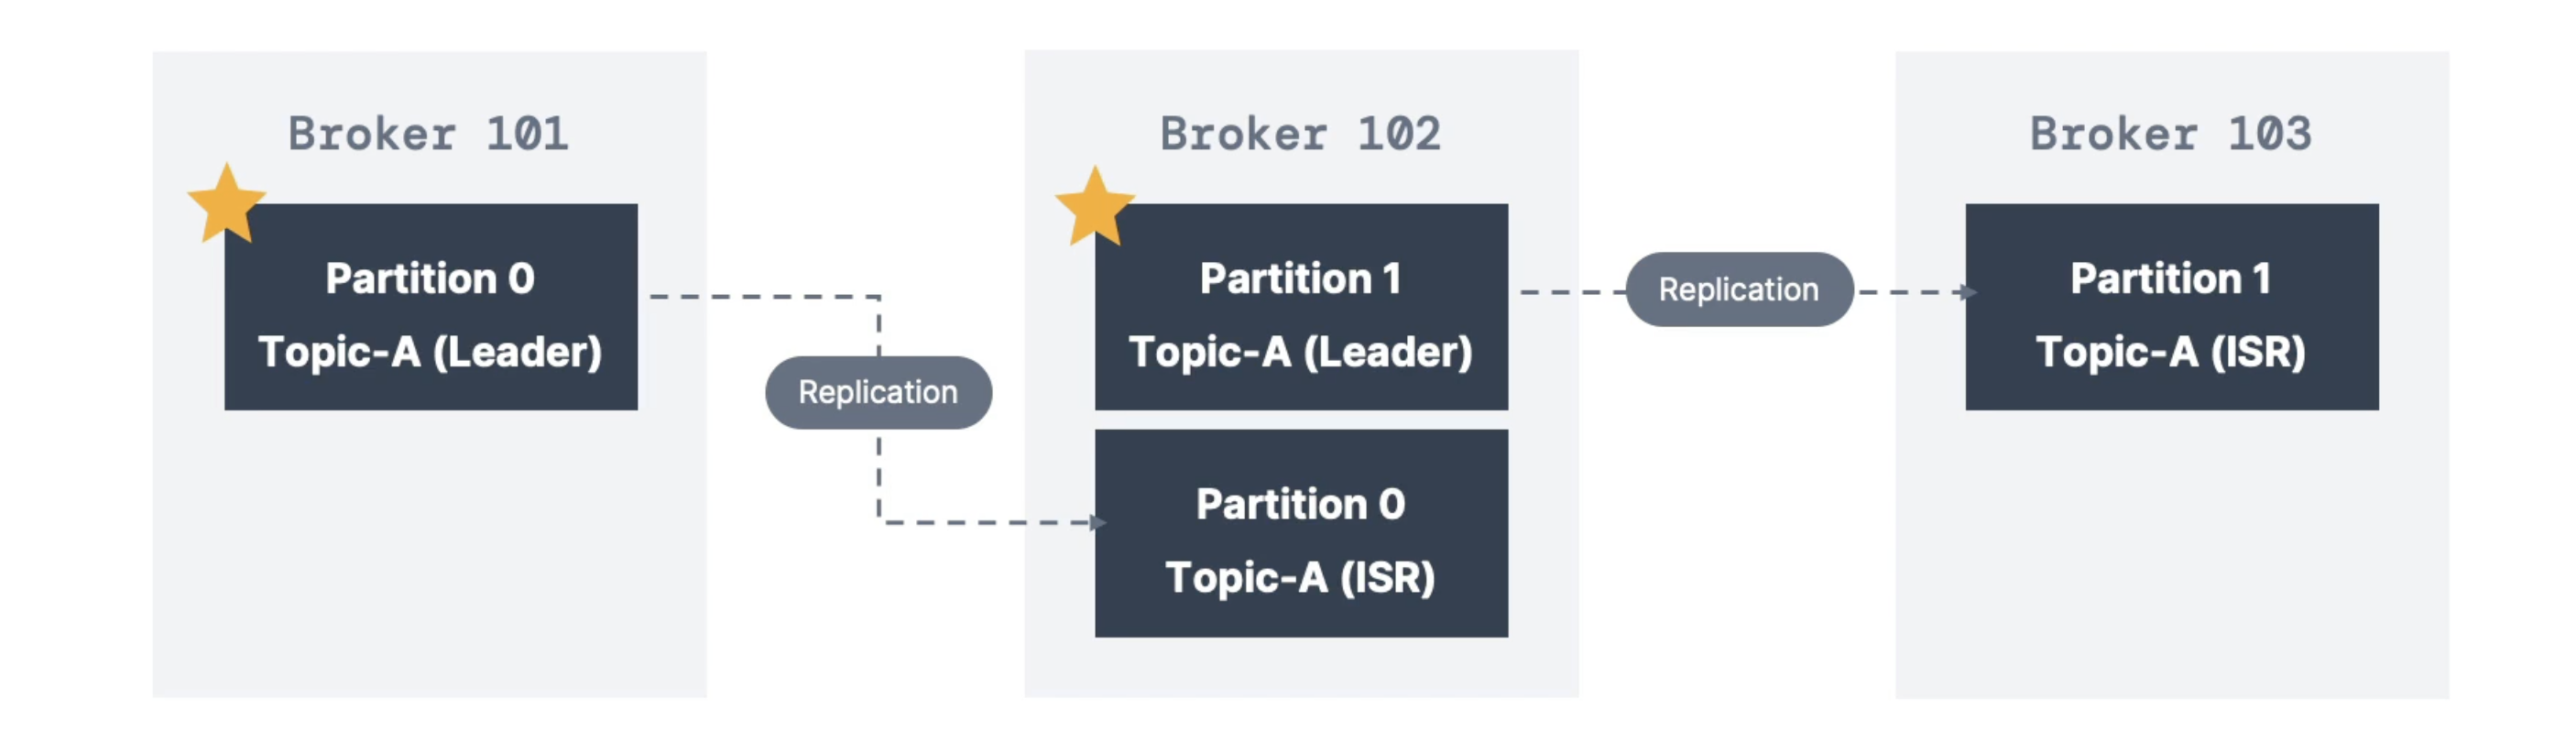 Broker 101
Partition 0
Topic-A (Leader)
Replication
Broker 102
Partition 1
Topic-A (Leader)
Partition 0
Topic-A (ISR)
Replication
Broker 103
Partition 1
Topic-A (ISR)